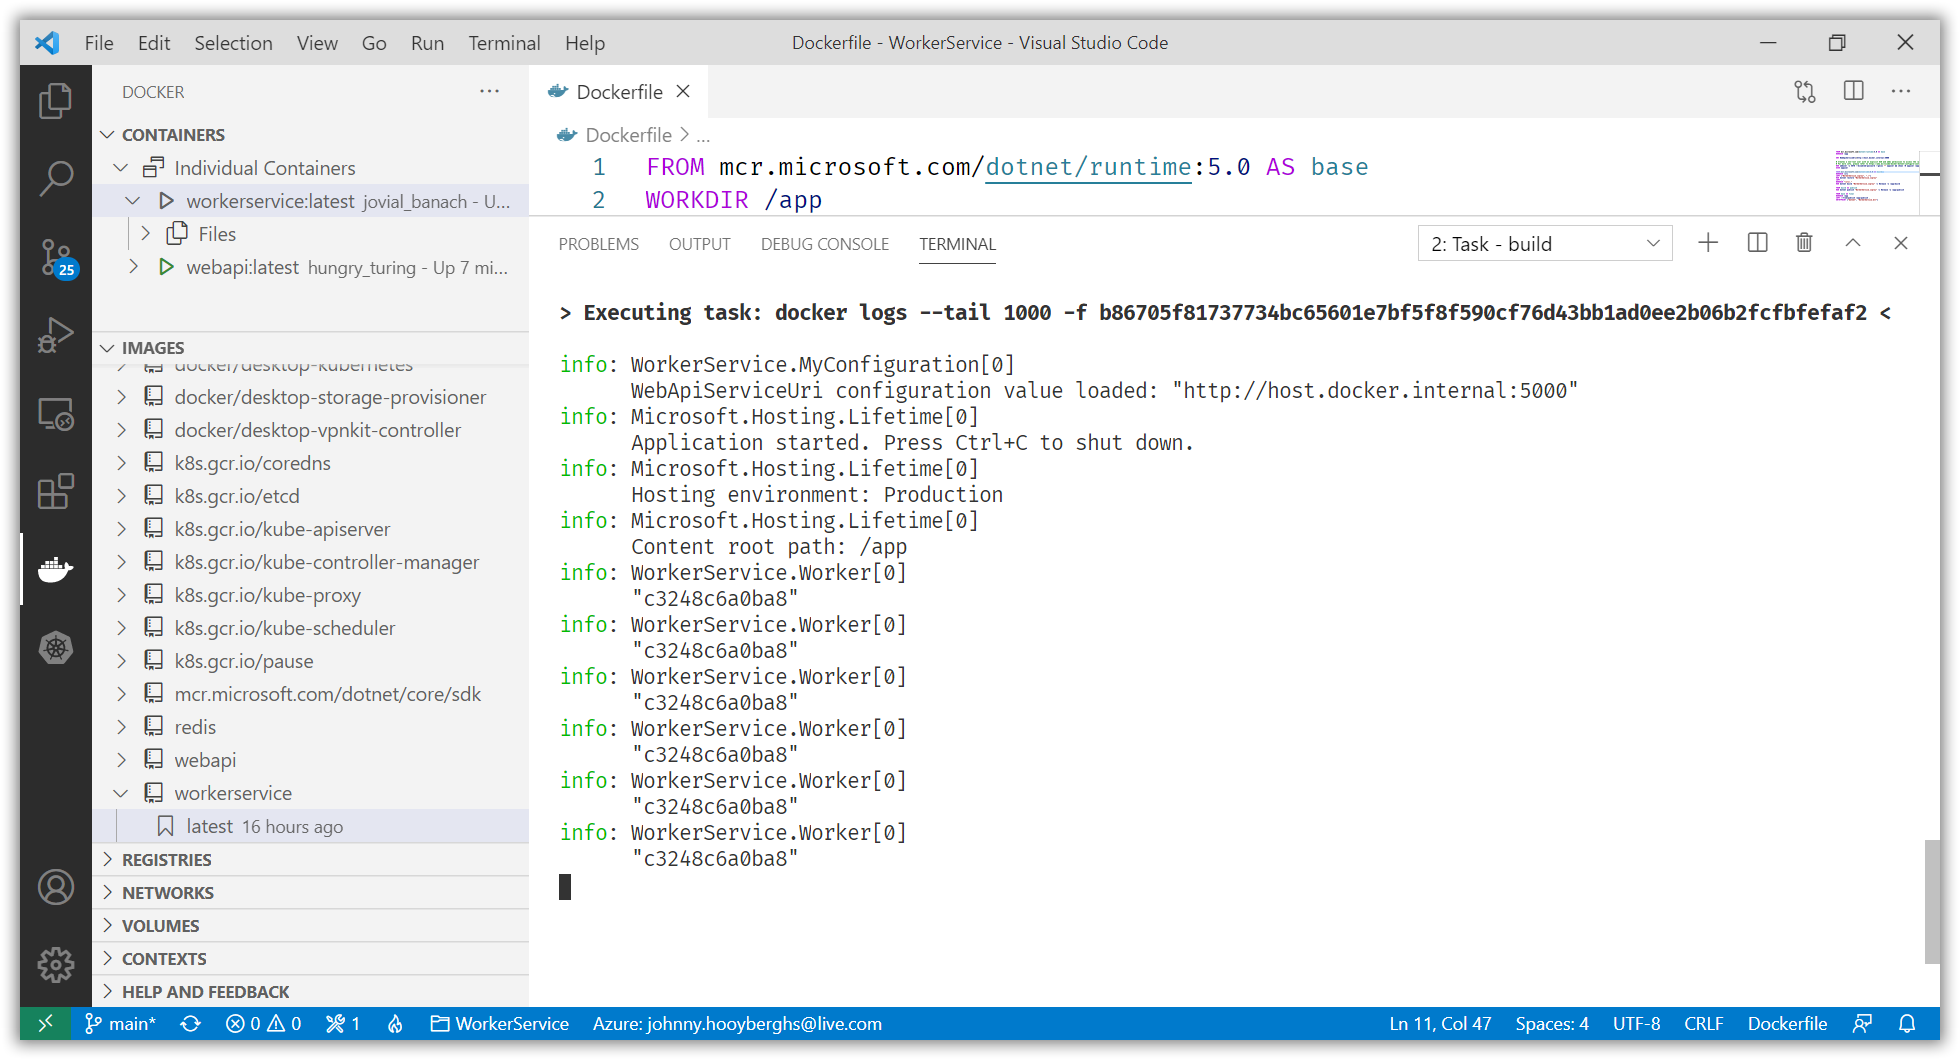 File Edit Selection View Go Run Terminal Help Dockerfile - WorkerService - Visual Studio Code
DOCKER ...
CONTAINERS
Individual Containers
workerservice:latest jovial_banach - U...
Files
webapi:latest hungry_turing - Up 7 mi...
IMAGES
docker/desktop-kubernetes
docker/desktop-storage-provisioner
docker/desktop-vpnkit-controller
k8s.gcr.io/coredns
k8s.gcr.io/etcd
k8s.gcr.io/kube-apiserver
k8s.gcr.io/kube-controller-manager
k8s.gcr.io/kube-proxy
k8s.gcr.io/kube-scheduler
k8s.gcr.io/pause
mcr.microsoft.com/dotnet/core/sdk
redis
webapi
workerservice
latest 16 hours ago
REGISTRIES
NETWORKS
VOLUMES
CONTEXTS
HELP AND FEEDBACK
25
Dockerfile
Dockerfile > ...
1 FROM mcr.microsoft.com/dotnet/runtime:5.0 AS base
2 WORKDIR /app
PROBLEMS OUTPUT DEBUG CONSOLE TERMINAL 2: Task - build
> Executing task: docker logs --tail 1000 -f b86705f81737734bc65601e7bf5f8f590cf76d43bb1ad0ee2b06b2fcfbfefaf2 <
info: WorkerService.MyConfiguration[0]
WebApiServiceUri configuration value loaded: "http://host.docker.internal:5000"
info: Microsoft.Hosting.Lifetime[0]
Application started. Press Ctrl+C to shut down.
info: Microsoft.Hosting.Lifetime[0]
Hosting environment: Production
info: Microsoft.Hosting.Lifetime[0]
Content root path: /app
info: WorkerService.Worker[0]
"c3248c6a0ba8"
info: WorkerService.Worker[0]
"c3248c6a0ba8"
info: WorkerService.Worker[0]
"c3248c6a0ba8"
info: WorkerService.Worker[0]
"c3248c6a0ba8"
info: WorkerService.Worker[0]
"c3248c6a0ba8"
info: WorkerService.Worker[0]
"c3248c6a0ba8"
main* 0 0 1 WorkerService Azure: johnny.hooyberghs@live.com Ln 11, Col 47 Spaces: 4 UTF-8 CRLF Dockerfile